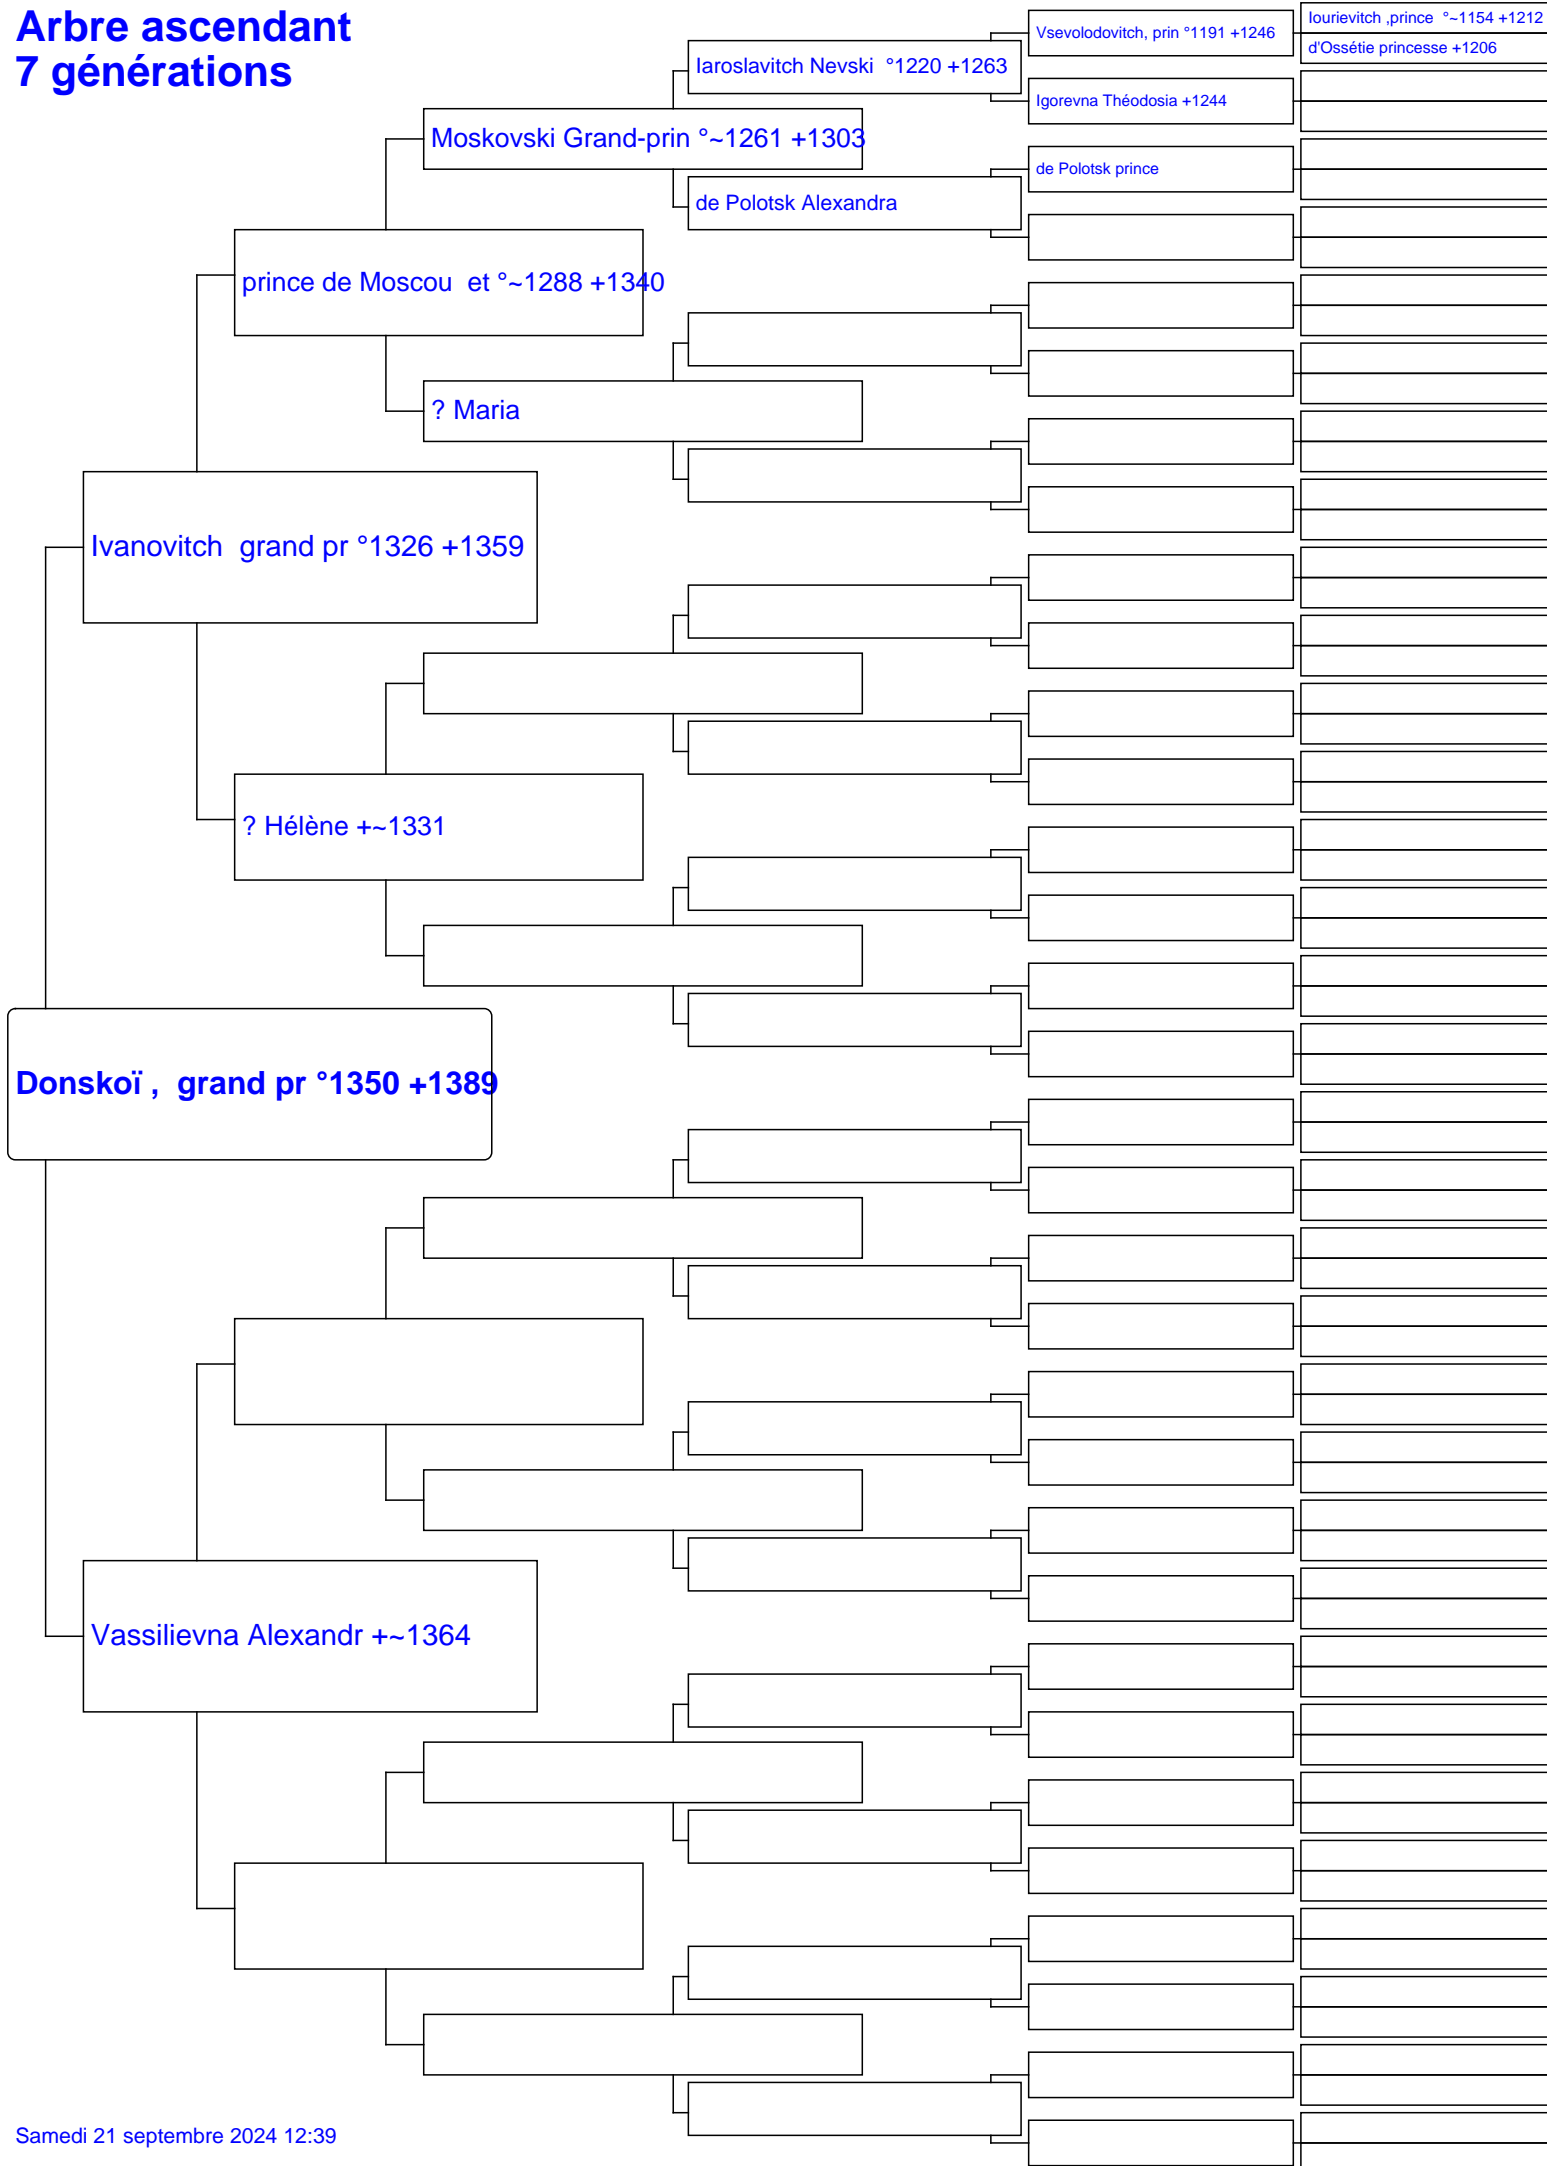 Arbre ascendant
7 générations
Iourievitch ,prince °~1154 +1212
Vsevolodovitch, prin °1191 +1246
d'Ossétie princesse +1206
Iaroslavitch Nevski °1220 +1263
Igorevna Théodosia +1244
Moskovski Grand-prin °~1261 +1303
de Polotsk prince
de Polotsk Alexandra
prince de Moscou et °~1288 +1340
? Maria
Ivanovitch grand pr °1326 +1359
? Hélène +~1331
Donskoï , grand pr °1350 +1389
Vassilievna Alexandr +~1364
Samedi 21 septembre 2024 12:39